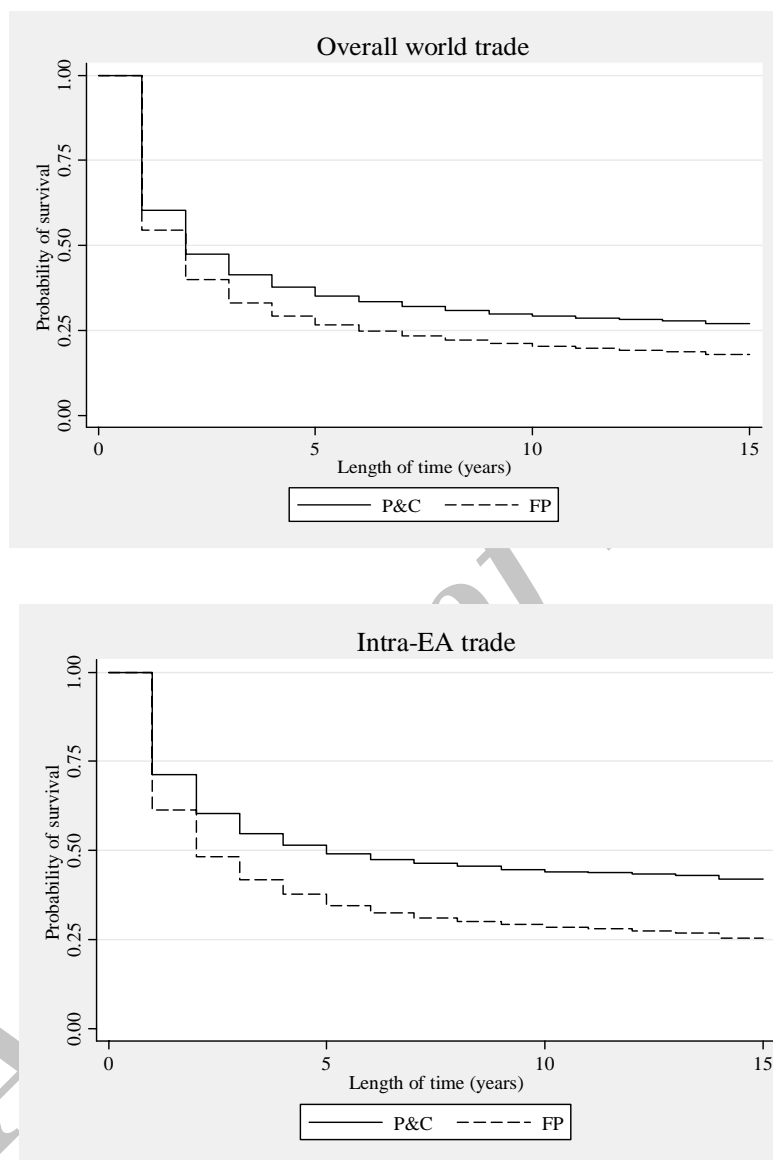 Overall world trade
1.00
0.75
0.50
0.25
0.00
Probability of survival
0 5 10 15
Length of time (years)
P&C FP
Intra-EA trade
1.00
0.75
0.50
0.25
0.00
Probability of survival
0 5 10 15
Length of time (years)
P&C FP